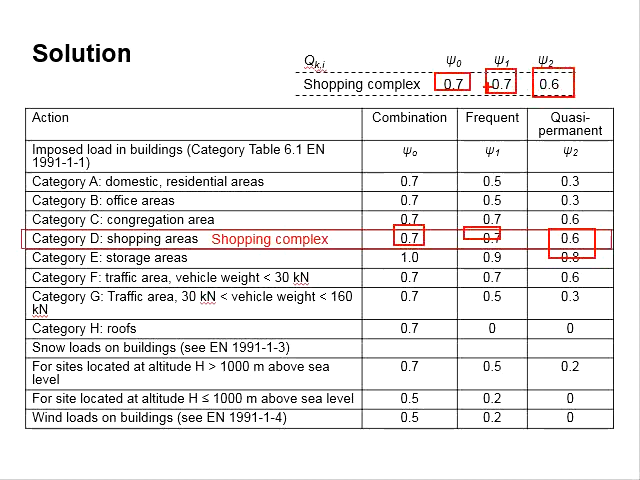 Solution
Qk,i ψ0 ψ1 ψ2
Shopping complex 0.7 0.7 0.6
Action Combination Frequent Quasi-
permanent
Imposed load in buildings (Category Table 6.1 EN ψo ψ1 ψ2
1991-1-1)
Category A: domestic, residential areas 0.7 0.5 0.3
Category B: office areas 0.7 0.5 0.3
Category C: congregation area 0.7 0.7 0.6
Category D: shopping areas Shopping complex 0.7 0.7 0.6
Category E: storage areas 1.0 0.9 0.8
Category F: traffic area, vehicle weight < 30 kN 0.7 0.7 0.6
Category G: Traffic area, 30 kN < vehicle weight < 160 0.7 0.5 0.3
kN
Category H: roofs 0.7 0 0
Snow loads on buildings (see EN 1991-1-3)
For sites located at altitude H > 1000 m above sea 0.7 0.5 0.2
level
For site located at altitude H ≤ 1000 m above sea level 0.5 0.2 0
Wind loads on buildings (see EN 1991-1-4) 0.5 0.2 0